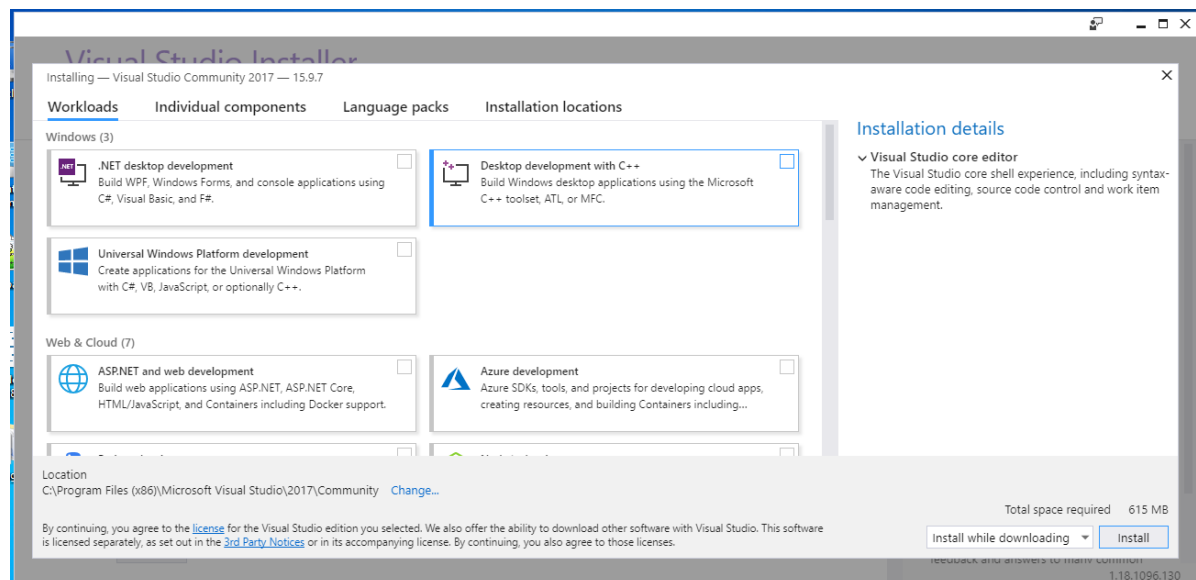 Visual Studio Installer
Installing — Visual Studio Community 2017 — 15.9.7
Workloads
Individual components
Language packs
Installation locations
Windows (3)
.NET
.NET desktop development
Build WPF, Windows Forms, and console applications using
C#, Visual Basic, and F#.
Desktop development with C++
Build Windows desktop applications using the Microsoft
C++ toolset, ATL, or MFC.
Universal Windows Platform development
Create applications for the Universal Windows Platform
with C#, VB, JavaScript, or optionally C++.
Web & Cloud (7)
ASP.NET and web development
Build web applications using ASP.NET, ASP.NET Core,
HTML/JavaScript, and Containers including Docker support.
Azure development
Azure SDKs, tools, and projects for developing cloud apps,
creating resources, and building Containers including...
Installation details
Visual Studio core editor
The Visual Studio core shell experience, including syntax-
aware code editing, source code control and work item
management.
Location
C:\Program Files (x86)\Microsoft Visual Studio\2017\Community Change...
Total space required 615 MB
By continuing, you agree to the license for the Visual Studio edition you selected. We also offer the ability to download other software with Visual Studio. This software
is licensed separately, as set out in the 3rd Party Notices or in its accompanying license. By continuing, you also agree to those licenses.
Install while downloading
Install
feedback and answers to many common
1.18.1096.130